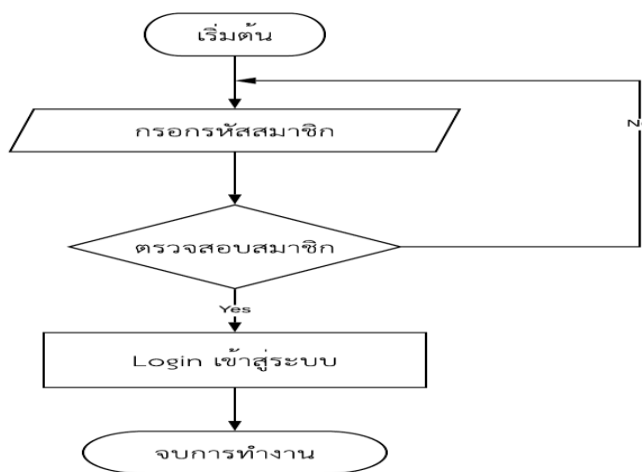 เริ่มต้น
กรอกรหัสสมาชิก
ตรวจสอบสมาชิก
Yes
Login เข้าสู่ระบบ
จบการทำงาน